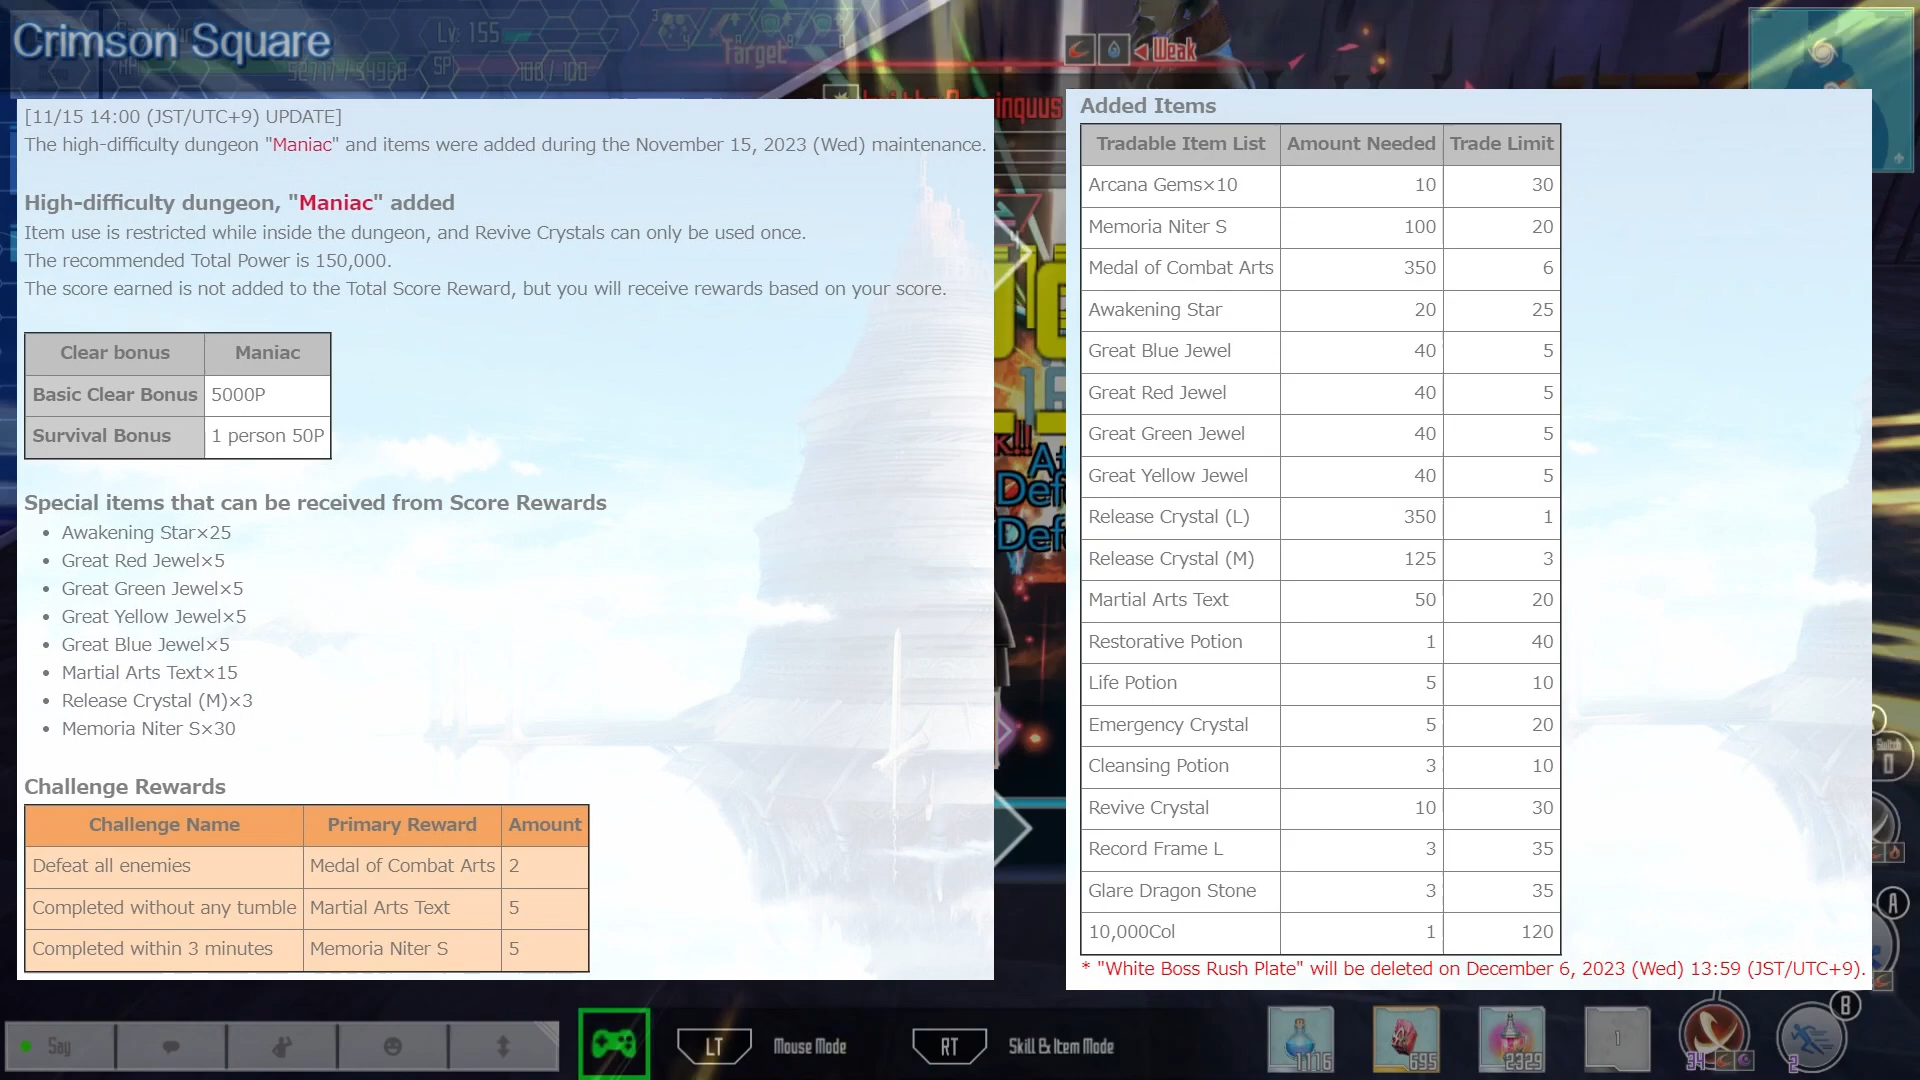 Crimson Square
Lv. 155
Target
HP
SP
100 / 100
Weak
[11/15 14:00 (JST/UTC+9) UPDATE]
The high-difficulty dungeon "Maniac" and items were added during the November 15, 2023 (Wed) maintenance.
High-difficulty dungeon, "Maniac" added
Item use is restricted while inside the dungeon, and Revive Crystals can only be used once.
The recommended Total Power is 150,000.
The score earned is not added to the Total Score Reward, but you will receive rewards based on your score.
Clear bonus Maniac
Basic Clear Bonus 5000P
Survival Bonus 1 person 50P
Special items that can be received from Score Rewards
• Awakening Star×25
• Great Red Jewel×5
• Great Green Jewel×5
• Great Yellow Jewel×5
• Great Blue Jewel×5
• Martial Arts Text×15
• Release Crystal (M)×3
• Memoria Niter S×30
Challenge Rewards
Challenge Name Primary Reward Amount
Defeat all enemies Medal of Combat Arts 2
Completed without any tumble Martial Arts Text 5
Completed within 3 minutes Memoria Niter S 5
Added Items
Tradable Item List Amount Needed Trade Limit
Arcana Gems×10 10 30
Memoria Niter S 100 20
Medal of Combat Arts 350 6
Awakening Star 20 25
Great Blue Jewel 40 5
Great Red Jewel 40 5
Great Green Jewel 40 5
Great Yellow Jewel 40 5
Release Crystal (L) 350 1
Release Crystal (M) 125 3
Martial Arts Text 50 20
Restorative Potion 1 40
Life Potion 5 10
Emergency Crystal 5 20
Cleansing Potion 3 10
Revive Crystal 10 30
Record Frame L 3 35
Glare Dragon Stone 3 35
10,000Col 1 120
* "White Boss Rush Plate" will be deleted on December 6, 2023 (Wed) 13:59 (JST/UTC+9).
Switch
A
B
Say
LT Mouse Mode
RT Skill & Item Mode
1116
695
2329
1
34
2